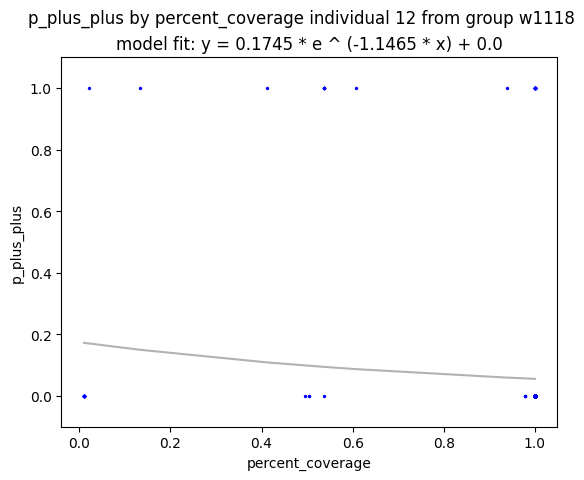 p_plus_plus by percent_coverage individual 12 from group w1118
model fit: y = 0.1745 * e ^ (-1.1465 * x) + 0.0
1.0
0.8
0.6
0.4
0.2
0.0
p_plus_plus
0.0 0.2 0.4 0.6 0.8 1.0
percent_coverage